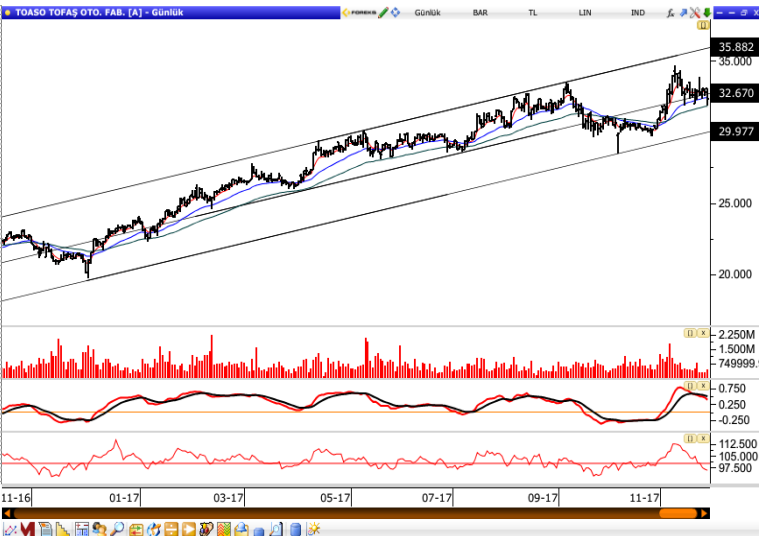 TOASO TOFAŞ OTO. FAB. [A] - Günlük
FOREKS Günlük BAR TL LIN IND
35.882
35.000
32.670
29.977
25.000
20.000
2.250M
1.500M
749999.
0.750
0.250
-0.250
112.500
105.000
97.500
11-16 01-17 03-17 05-17 07-17 09-17 11-17